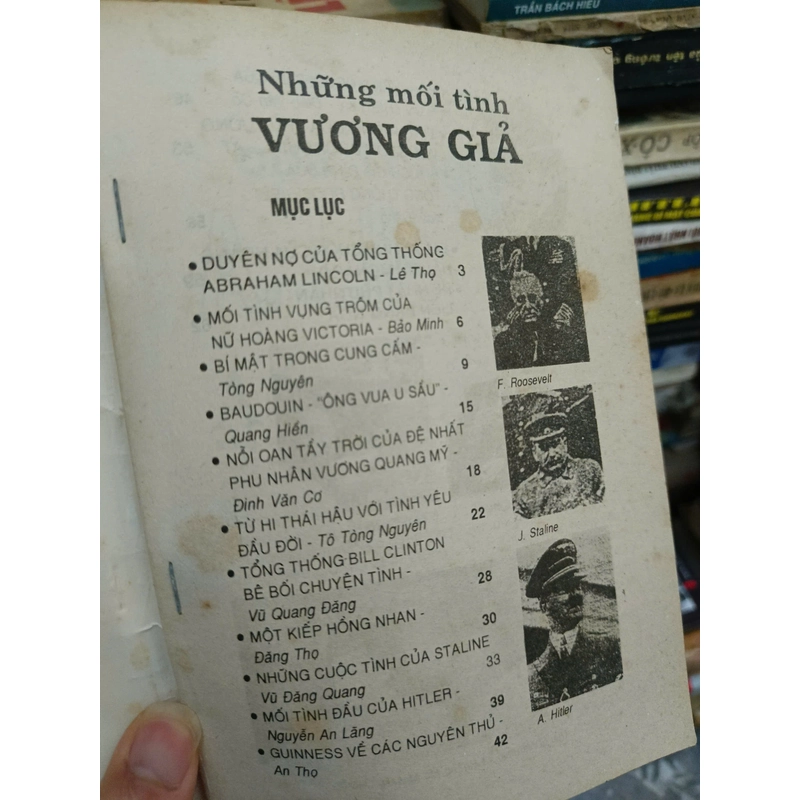 TRẦN BÁCH HIẾU
Những mối tình
VƯƠNG GIẢ
MỤC LỤC
• DUYÊN NỢ CỦA TỔNG THỐNG
ABRAHAM LINCOLN - Lê Thọ 3
• MỐI TÌNH VỤNG TRỘM CỦA
NỮ HOÀNG VICTORIA - Bảo Minh 6
• BÍ MẬT TRONG CUNG CẤM -
Tòng Nguyên 9
• BAUDOUIN - "ÔNG VUA U SẦU" -
Quang Hiển 15
• NỖI OAN TẦY TRỜI CỦA ĐỆ NHẤT
PHU NHÂN VƯƠNG QUANG MỸ -
Đinh Văn Cơ 18
• TỪ HI THÁI HẬU VỚI TÌNH YÊU
ĐẦU ĐỜI - Tô Tòng Nguyên 22
• TỔNG THỐNG BILL CLINTON
BÊ BỐI CHUYỆN TÌNH -
Vũ Quang Đăng 28
• MỘT KIẾP HỒNG NHAN -
Đăng Thọ 30
• NHỮNG CUỘC TÌNH CỦA STALINE
Vũ Đăng Quang 33
• MỐI TÌNH ĐẦU CỦA HITLER -
Nguyễn An Lăng 39
• GUINNESS VỀ CÁC NGUYÊN THỦ -
An Thọ 42
F. Roosevelt
J. Staline
A. Hitler